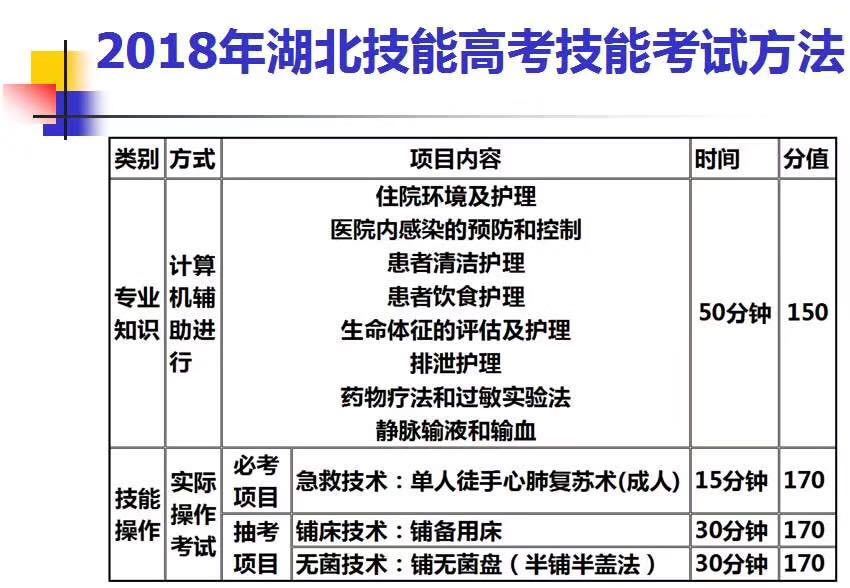 2018年湖北技能高考技能考试方法
类别 方式 项目内容 时间 分值
专业知识 计算机辅助进行 住院环境及护理 50分钟 150
医院内感染的预防和控制
患者清洁护理
患者饮食护理
生命体征的评估及护理
排泄护理
药物疗法和过敏实验法
静脉输液和输血
技能操作 实际操作考试 必考项目 急救技术：单人徒手心肺复苏术(成人) 15分钟 170
抽考项目 铺床技术：铺备用床 30分钟 170
无菌技术：铺无菌盘（半铺半盖法） 30分钟 170